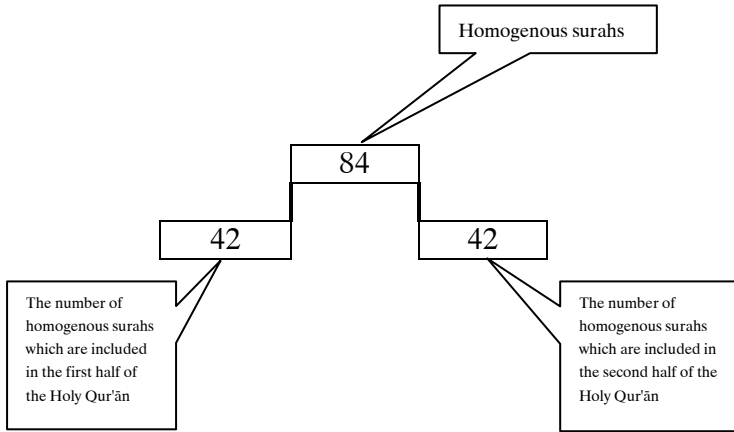 Homogenous surahs
84
42
42
The number of
homogenous surahs
which are included
in the first half of
the Holy Qur'ān
The number of
homogenous surahs
which are included in
the second half of the
Holy Qur'ān